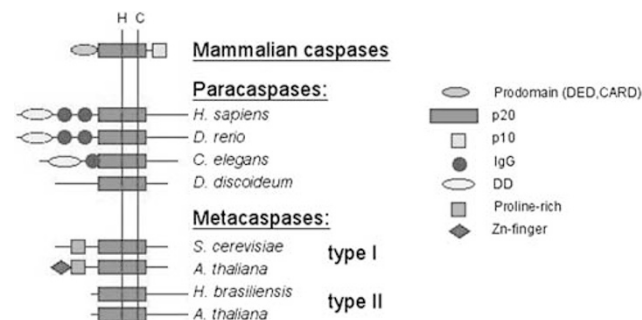 H C
Mammalian caspases
Paracaspases:
H. sapiens
D. rerio
C. elegans
D. discoideum
Metacaspases:
S. cerevisiae
type I
A. thaliana
H. brasiliensis
type II
A. thaliana
Prodomain (DED,CARD)
p20
p10
IgG
DD
Proline-rich
Zn-finger